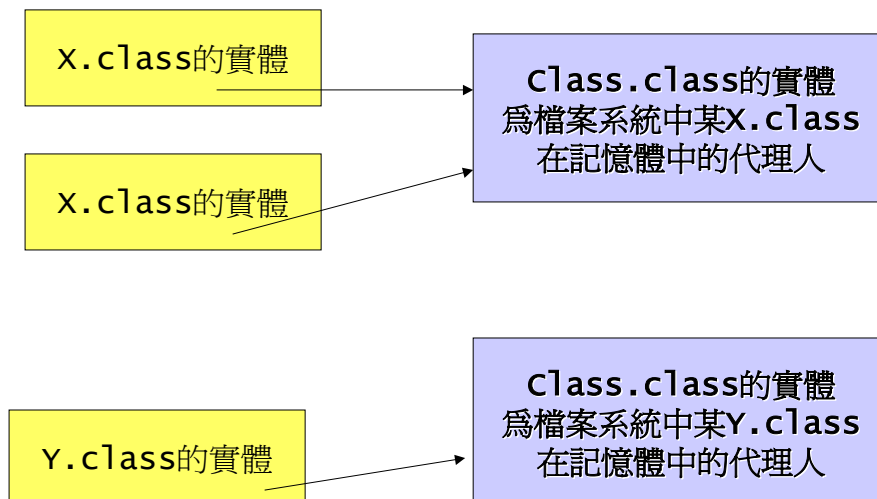 X.class的實體
Class.class的實體
爲檔案系統中某X.class
在記憶體中的代理人
X.class的實體
Class.class的實體
爲檔案系統中某Y.class
在記憶體中的代理人
Y.class的實體